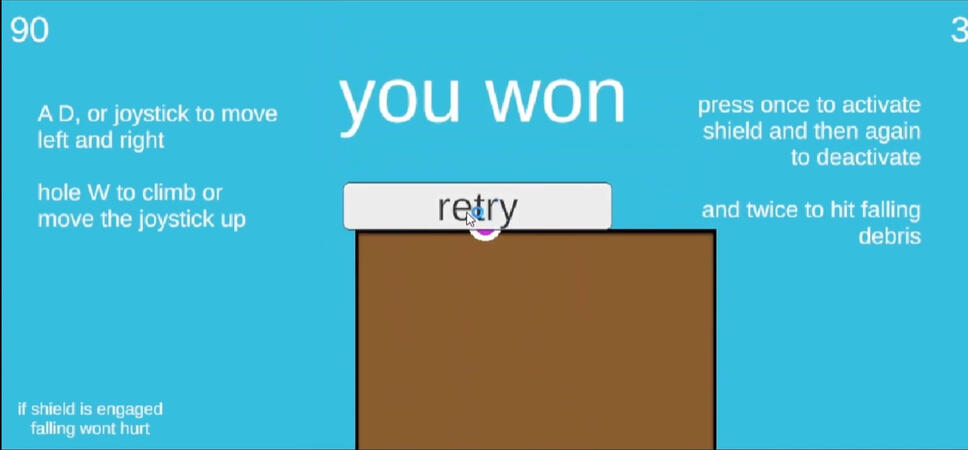 90
3
you won
A D, or joystick to move
left and right
hole W to climb or
move the joystick up
press once to activate
shield and then again
to deactivate
and twice to hit falling
debris
retry
if shield is engaged
falling wont hurt